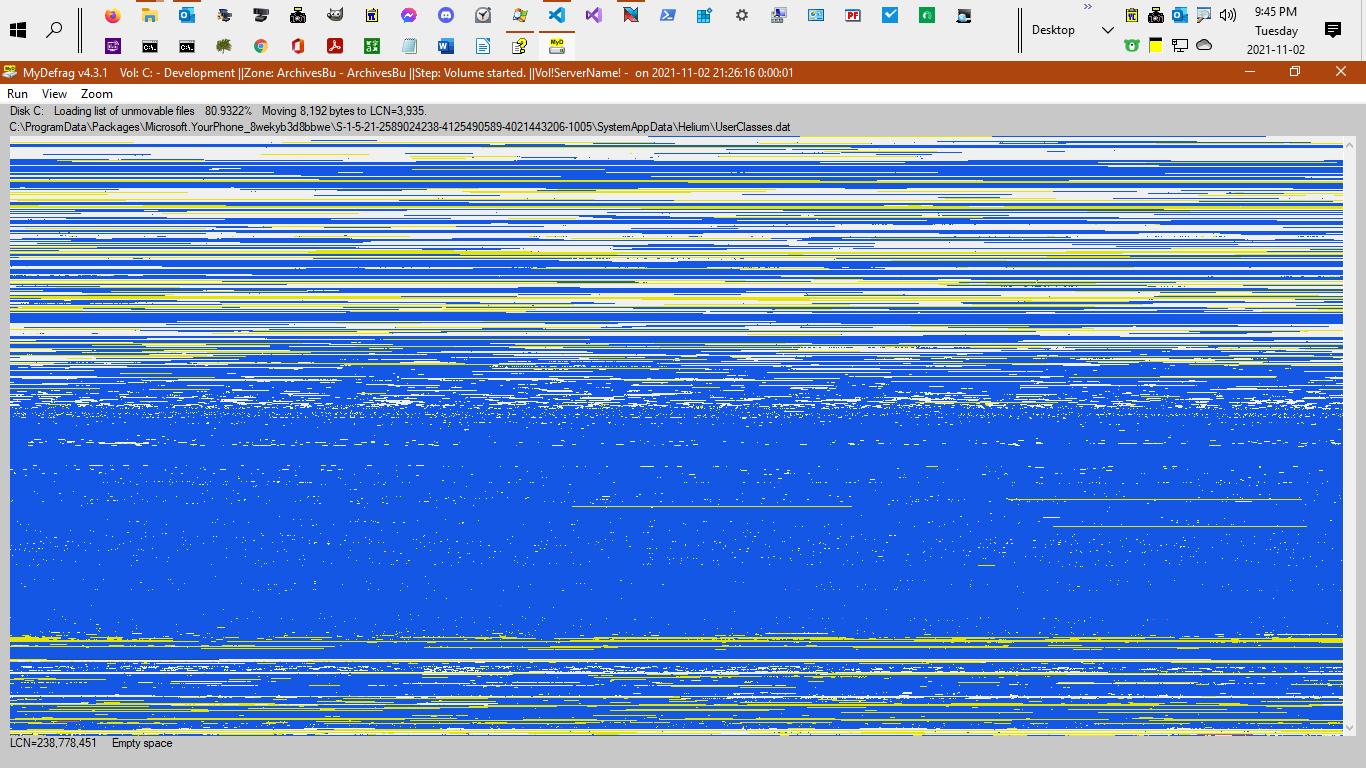 9:45 PM
Desktop
Tuesday
2021-11-02
MyDefrag v4.3.1 Vol: C: - Development ||Zone: ArchivesBu - ArchivesBu ||Step: Volume started. ||Vol!ServerName! - on 2021-11-02 21:26:16 0:00:01
Run View Zoom
Disk C: Loading list of unmovable files 80.9322% Moving 8,192 bytes to LCN=3,935.
C:\ProgramData\Packages\Microsoft.YourPhone_8wekyb3d8bbwe\S-1-5-21-2589024238-4125490589-4021443206-1005\SystemAppData\Helium\UserClasses.dat
LCN=238,778,451 Empty space